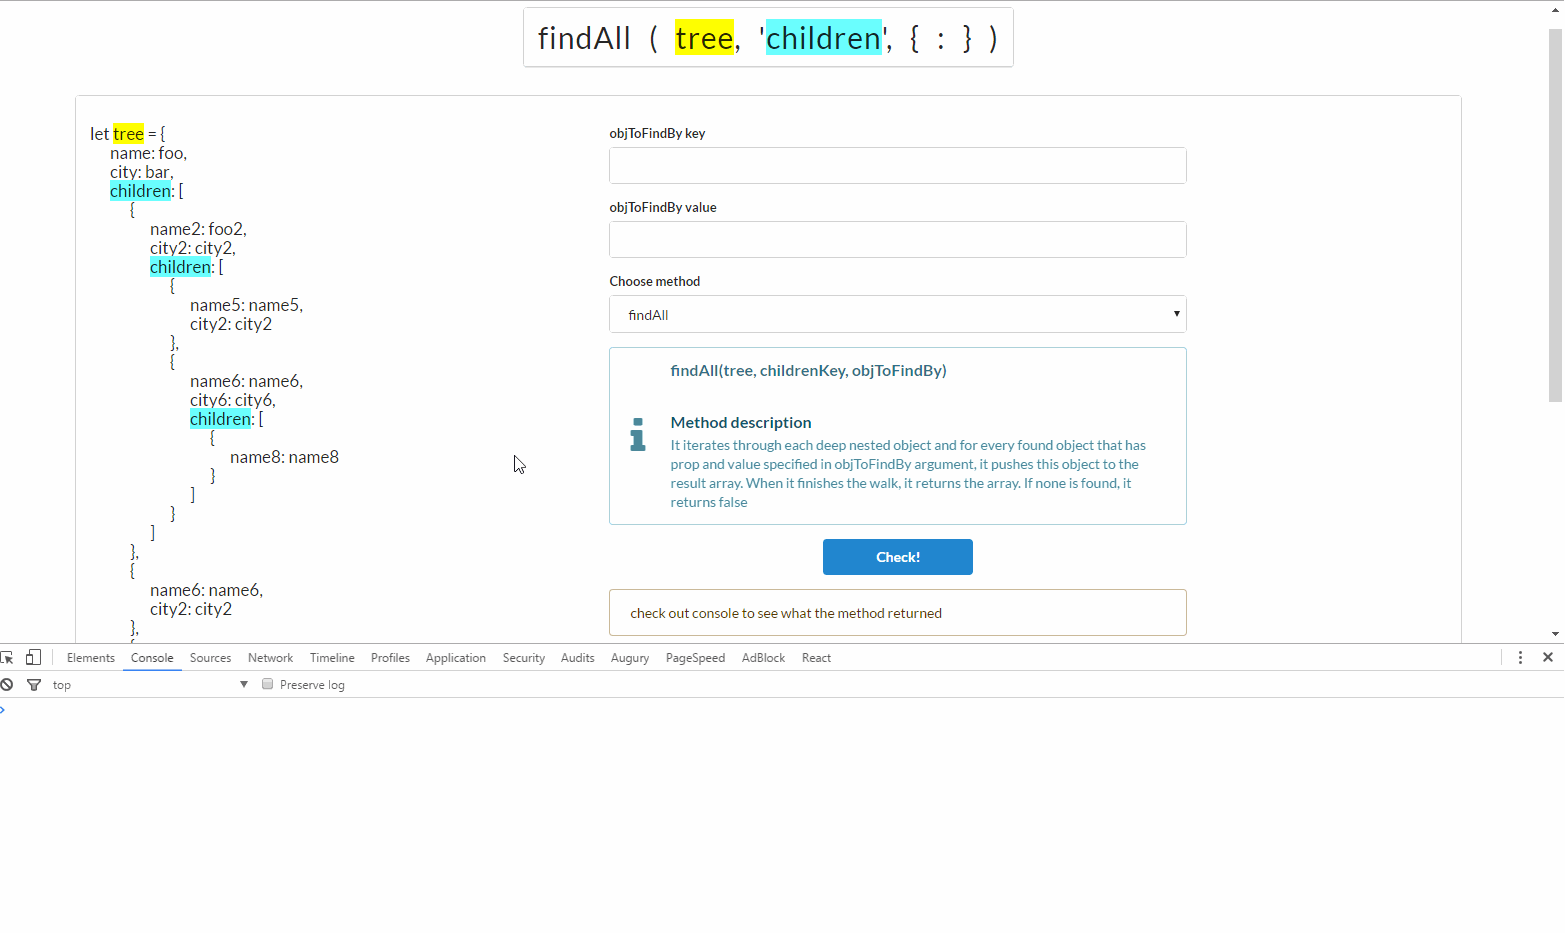 findAll ( tree, 'children', { : } )
let tree = {
name: foo,
city: bar,
children: [
{
name2: foo2,
city2: city2,
children: [
{
name5: name5,
city2: city2
},
{
name6: name6,
city6: city6,
children: [
{
name8: name8
}
]
}
]
},
{
name6: name6,
city2: city2
},
objToFindBy key
objToFindBy value
Choose method
findAll
findAll(tree, childrenKey, objToFindBy)
Method description
It iterates through each deep nested object and for every found object that has
prop and value specified in objToFindBy argument, it pushes this object to the
result array. When it finishes the walk, it returns the array. If none is found, it
returns false
Check!
check out console to see what the method returned
Elements Console Sources Network Timeline Profiles Application Security Audits Augury PageSpeed AdBlock React
top Preserve log